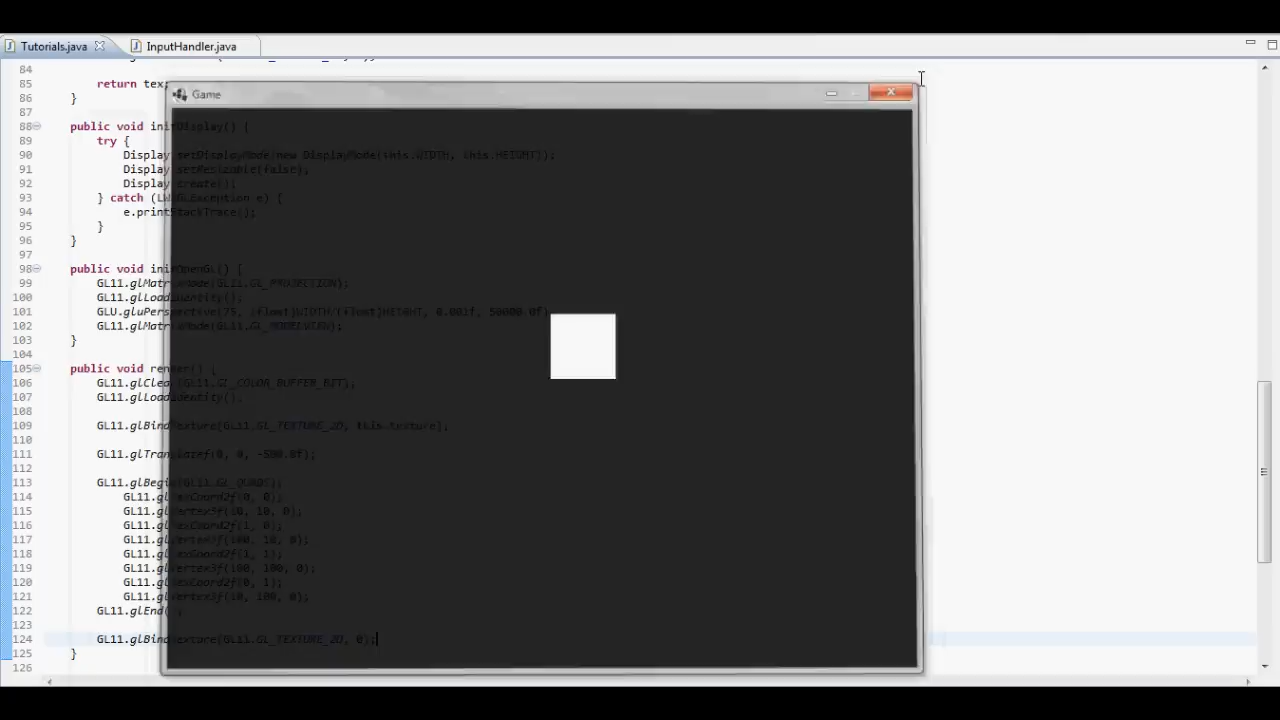 Tutorials.java InputHandler.java
84
85 return tex;
86 }
Game
87
88 public void initDisplay() {
89 try {
90 Display.setDisplayMode(new DisplayMode(this.WIDTH, this.HEIGHT));
91 Display.setResizable(false);
92 Display.create();
93 } catch (LWJGLException e) {
94 e.printStackTrace();
95 }
96 }
97
98 public void initOpenGL() {
99 GL11.glMatrixMode(GL11.GL_PROJECTION);
100 GL11.glLoadIdentity();
101 GLU.gluPerspective(75, (float)WIDTH/(float)HEIGHT, 0.001f, 50000.0f)
102 GL11.glMatrixMode(GL11.GL_MODELVIEW);
103 }
104
105 public void render() {
106 GL11.glClear(GL11.GL_COLOR_BUFFER_BIT);
107 GL11.glLoadIdentity();
108
109 GL11.glBindTexture(GL11.GL_TEXTURE_2D, this.texture);
110
111 GL11.glTranslatef(0, 0, -500.0f);
112
113 GL11.glBegin(GL11.GL_QUADS);
114 GL11.glTexCoord2f(0, 0);
115 GL11.glVertex3f(10, 10, 0);
116 GL11.glTexCoord2f(1, 0);
117 GL11.glVertex3f(100, 10, 0);
118 GL11.glTexCoord2f(1, 1);
119 GL11.glVertex3f(100, 100, 0);
120 GL11.glTexCoord2f(0, 1);
121 GL11.glVertex3f(10, 100, 0);
122 GL11.glEnd();
123
124 GL11.glBindTexture(GL11.GL_TEXTURE_2D, 0);
125 }
126